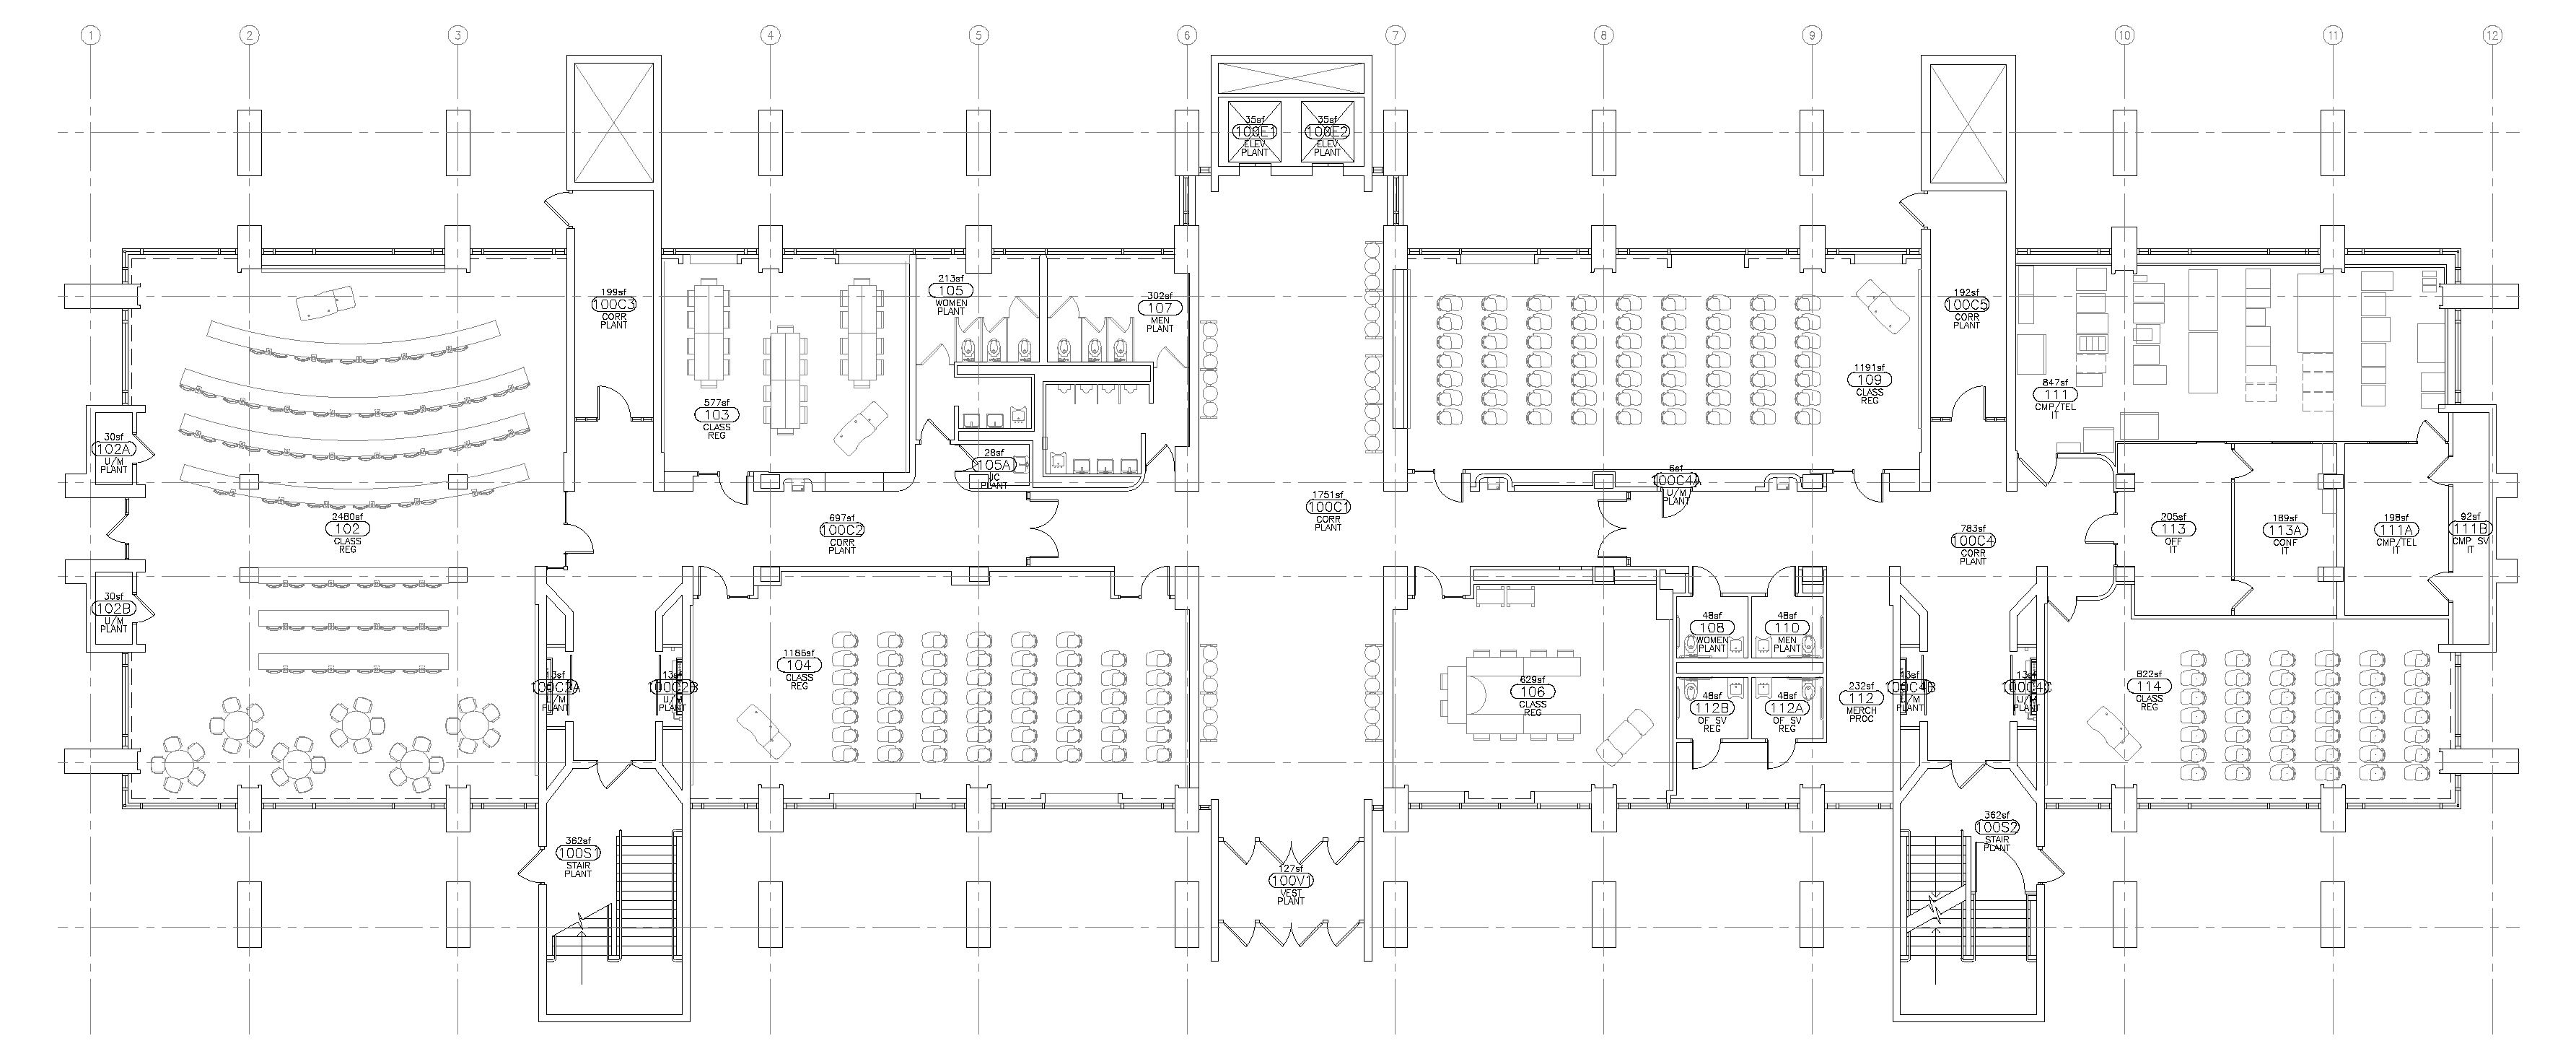 1
2
3
4
5
6
7
8
9
10
11
12
35sf
100E1
ELEV
PLANT
35sf
100E2
ELEV
PLANT
199sf
100C3
CORR
PLANT
213sf
105
WOMEN
PLANT
302sf
107
MEN
PLANT
192sf
100C5
CORR
PLANT
577sf
103
CLASS
REG
1191sf
109
CLASS
REG
847sf
111
CMP/TEL
IT
30sf
102A
U/M
PLANT
28sf
105A
JC
PLANT
6sf
100C4A
U/M
PLANT
2480sf
102
CLASS
REG
697sf
100C2
CORR
PLANT
1751sf
100C1
CORR
PLANT
783sf
100C4
CORR
PLANT
205sf
113
OFF
IT
189sf
113A
CONF
IT
198sf
111A
CMP/TEL
IT
92sf
111B
CMP SV
IT
30sf
102B
U/M
PLANT
48sf
108
WOMEN
PLANT
48sf
110
MEN
PLANT
13sf
100C2A
U/M
PLANT
13sf
100C2B
U/M
PLANT
1186sf
104
CLASS
REG
629sf
106
CLASS
REG
48sf
112B
OF SV
REG
48sf
112A
OF SV
REG
232sf
112
MERCH
PROC
13sf
100C4B
U/M
PLANT
13sf
U/M
PLANT
822sf
114
CLASS
REG
362sf
100S1
STAIR
PLANT
127sf
100V1
VEST
PLANT
362sf
100S2
STAIR
PLANT